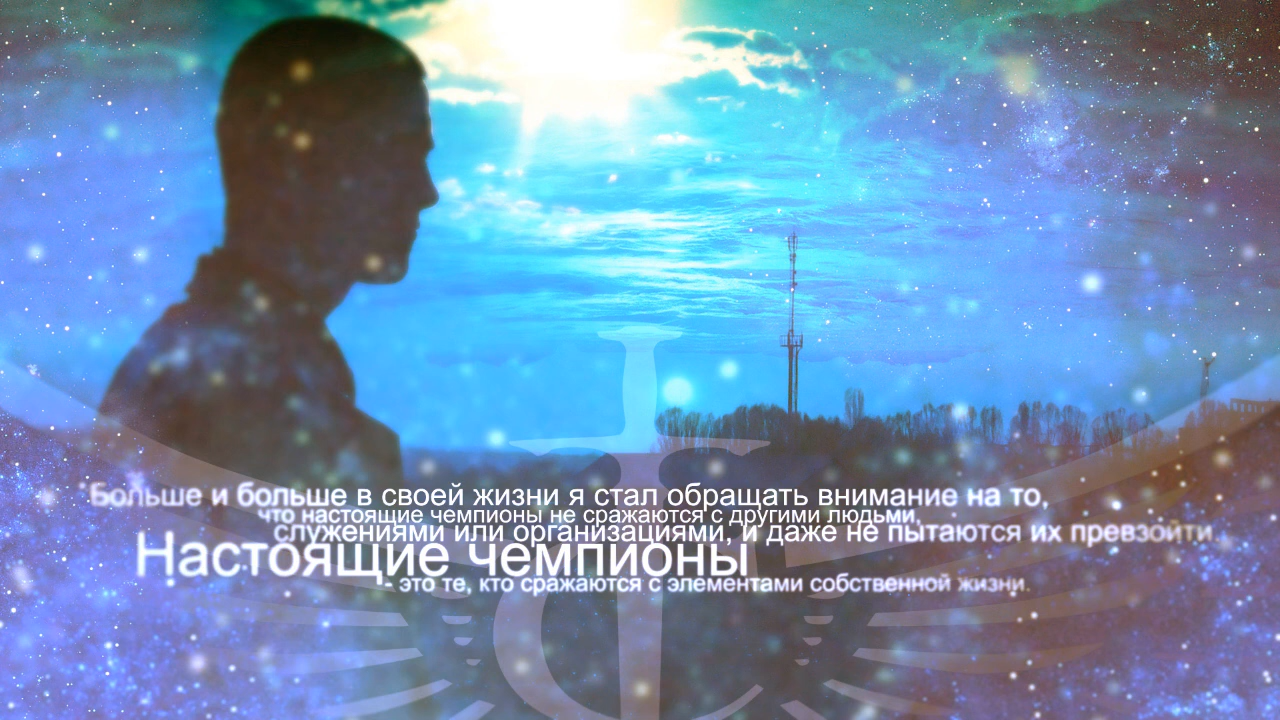 Больше и больше в своей жизни я стал обращать внимание на то,
что настоящие чемпионы не сражаются с другими людьми,
служениями или организациями, и даже не пытаются их превзойти.
Настоящие чемпионы
- это те, кто сражаются с элементами собственной жизни.